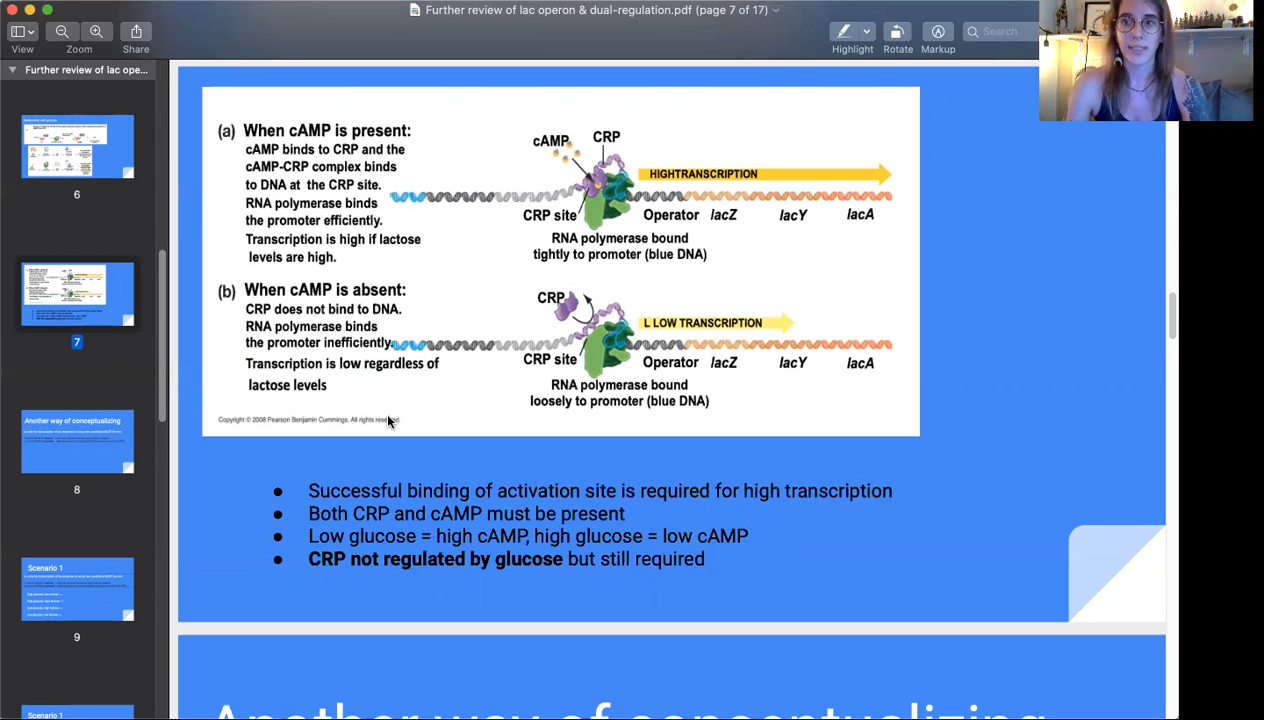 Further review of lac operon & dual-regulation.pdf (page 7 of 17)
View
Zoom
Share
Highlight
Rotate
Markup
Search
Further review of lac ope...
6
7
Another way of conceptualizing
8
Scenario 1
9
Scenario 1
(a) When cAMP is present:
cAMP binds to CRP and the
cAMP-CRP complex binds
to DNA at the CRP site.
RNA polymerase binds
the promoter efficiently.
Transcription is high if lactose
levels are high.
cAMP
CRP
HIGHTRANSCRIPTION
CRP site
Operator
lacZ
lacY
lacA
RNA polymerase bound
tightly to promoter (blue DNA)
(b) When cAMP is absent:
CRP does not bind to DNA.
RNA polymerase binds
the promoter inefficiently.
Transcription is low regardless of
lactose levels
CRP
L LOW TRANSCRIPTION
CRP site
Operator
lacZ
lacY
lacA
RNA polymerase bound
loosely to promoter (blue DNA)
Copyright © 2008 Pearson Benjamin Cummings. All rights reserved.
● Successful binding of activation site is required for high transcription
● Both CRP and cAMP must be present
● Low glucose = high cAMP, high glucose = low cAMP
● CRP not regulated by glucose but still required
Another way of conceptualizing